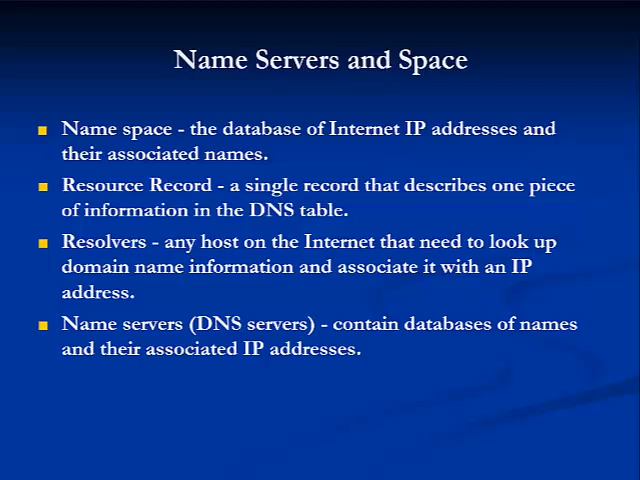 Name Servers and Space
Name space - the database of Internet IP addresses and
their associated names.
Resource Record - a single record that describes one piece
of information in the DNS table.
Resolvers - any host on the Internet that need to look up
domain name information and associate it with an IP
address.
Name servers (DNS servers) - contain databases of names
and their associated IP addresses.